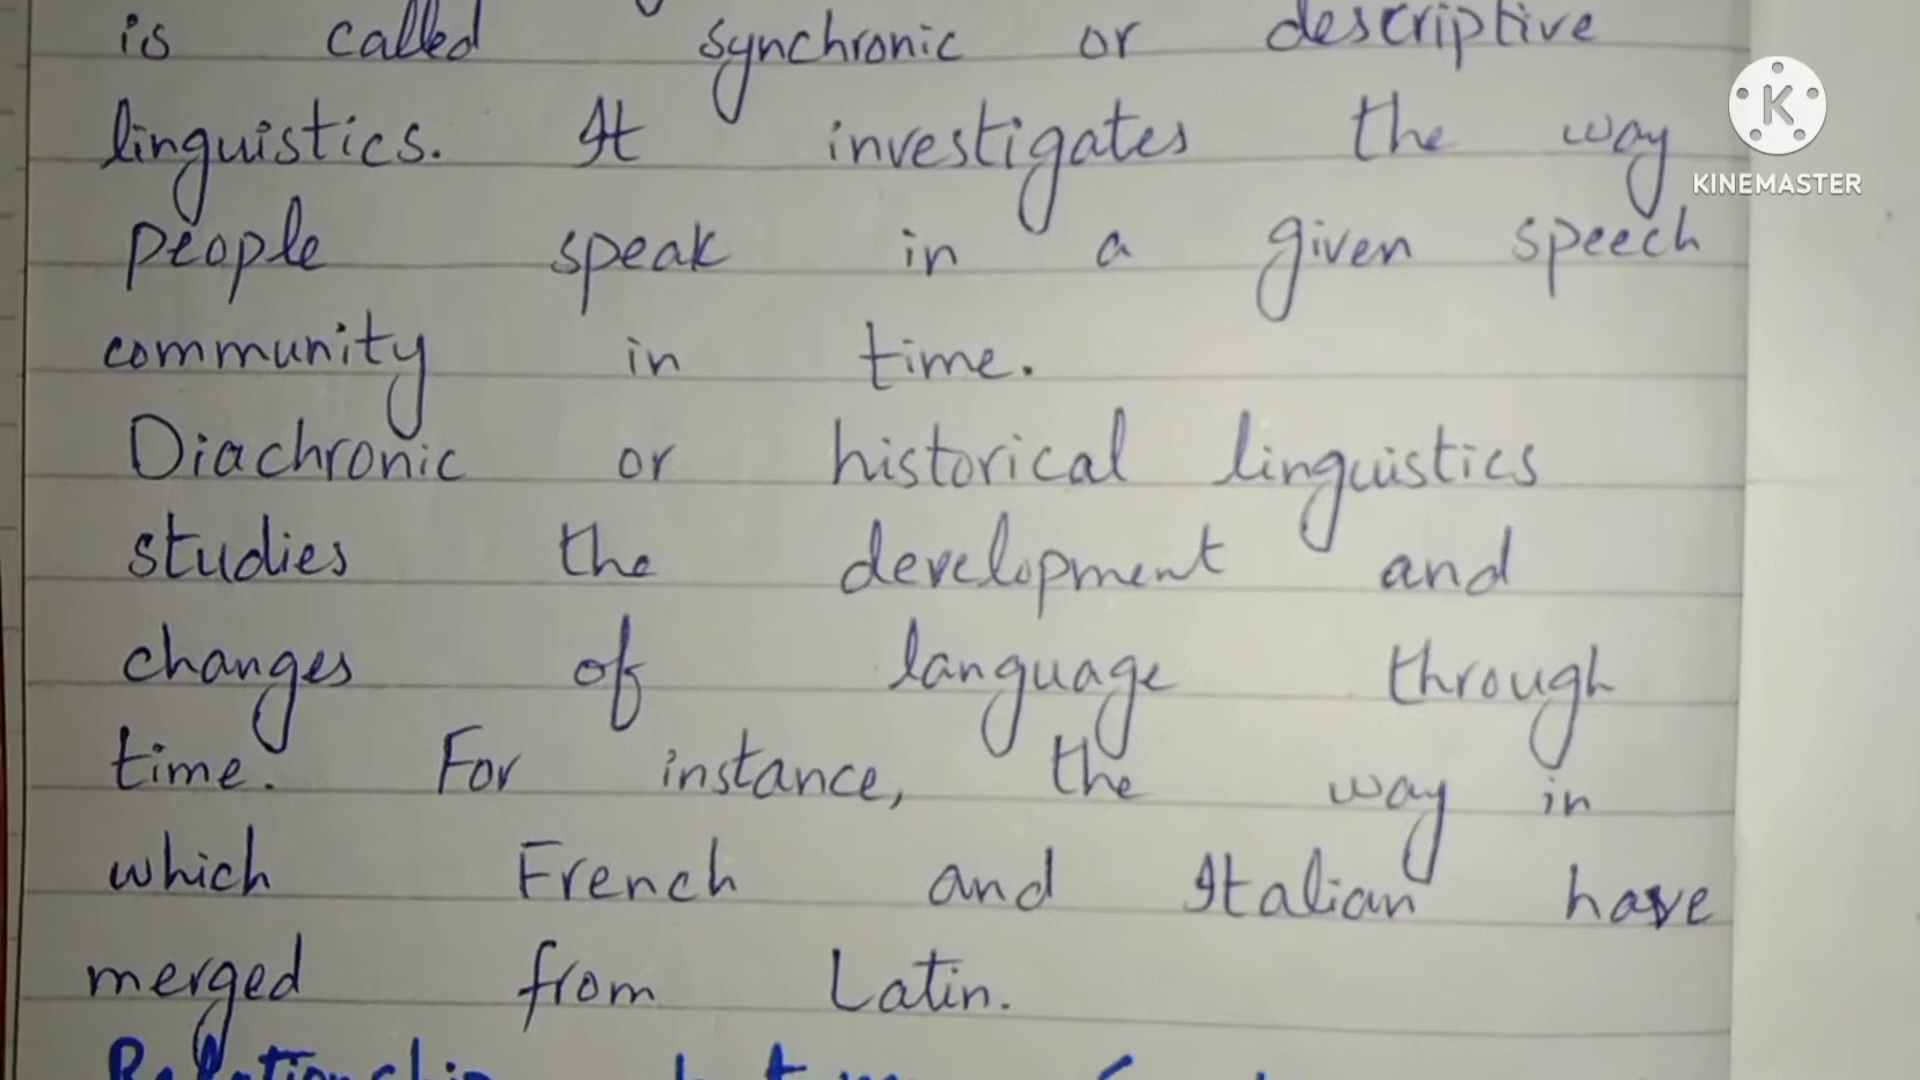 is called synchronic or descriptive
linguistics. It investigates the way
people speak in a given speech
community in time.
Diachronic or historical linguistics
studies the development and
changes of language through
time. For instance, the way in
which French and Italian have
merged from Latin.
Relationship
KINEMASTER